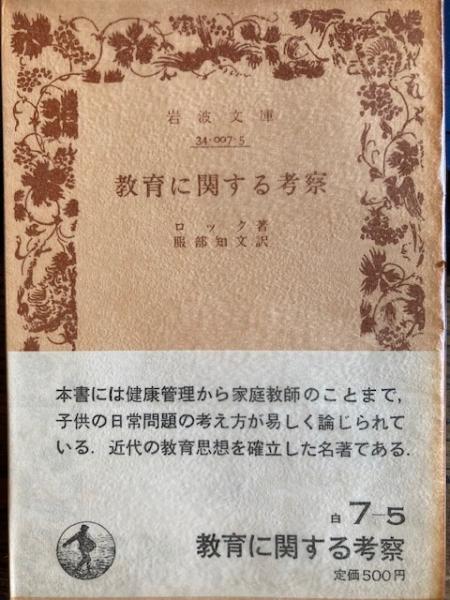 岩波文庫
34-007-5
教育に関する考察
ロック著
服部知文訳
本書には健康管理から家庭教師のことまで,
子供の日常問題の考え方が易しく論じられて
いる. 近代の教育思想を確立した名著である.
白 7-5
教育に関する考察
定価500円